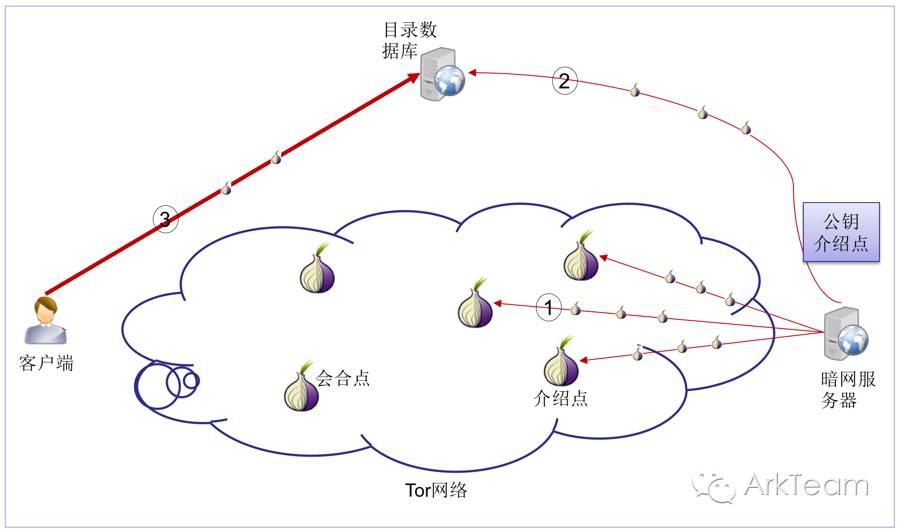 目录数
据库
②
③
公钥
介绍点
①
客户端
会合点
介绍点
暗网服
务器
Tor网络
ArkTeam